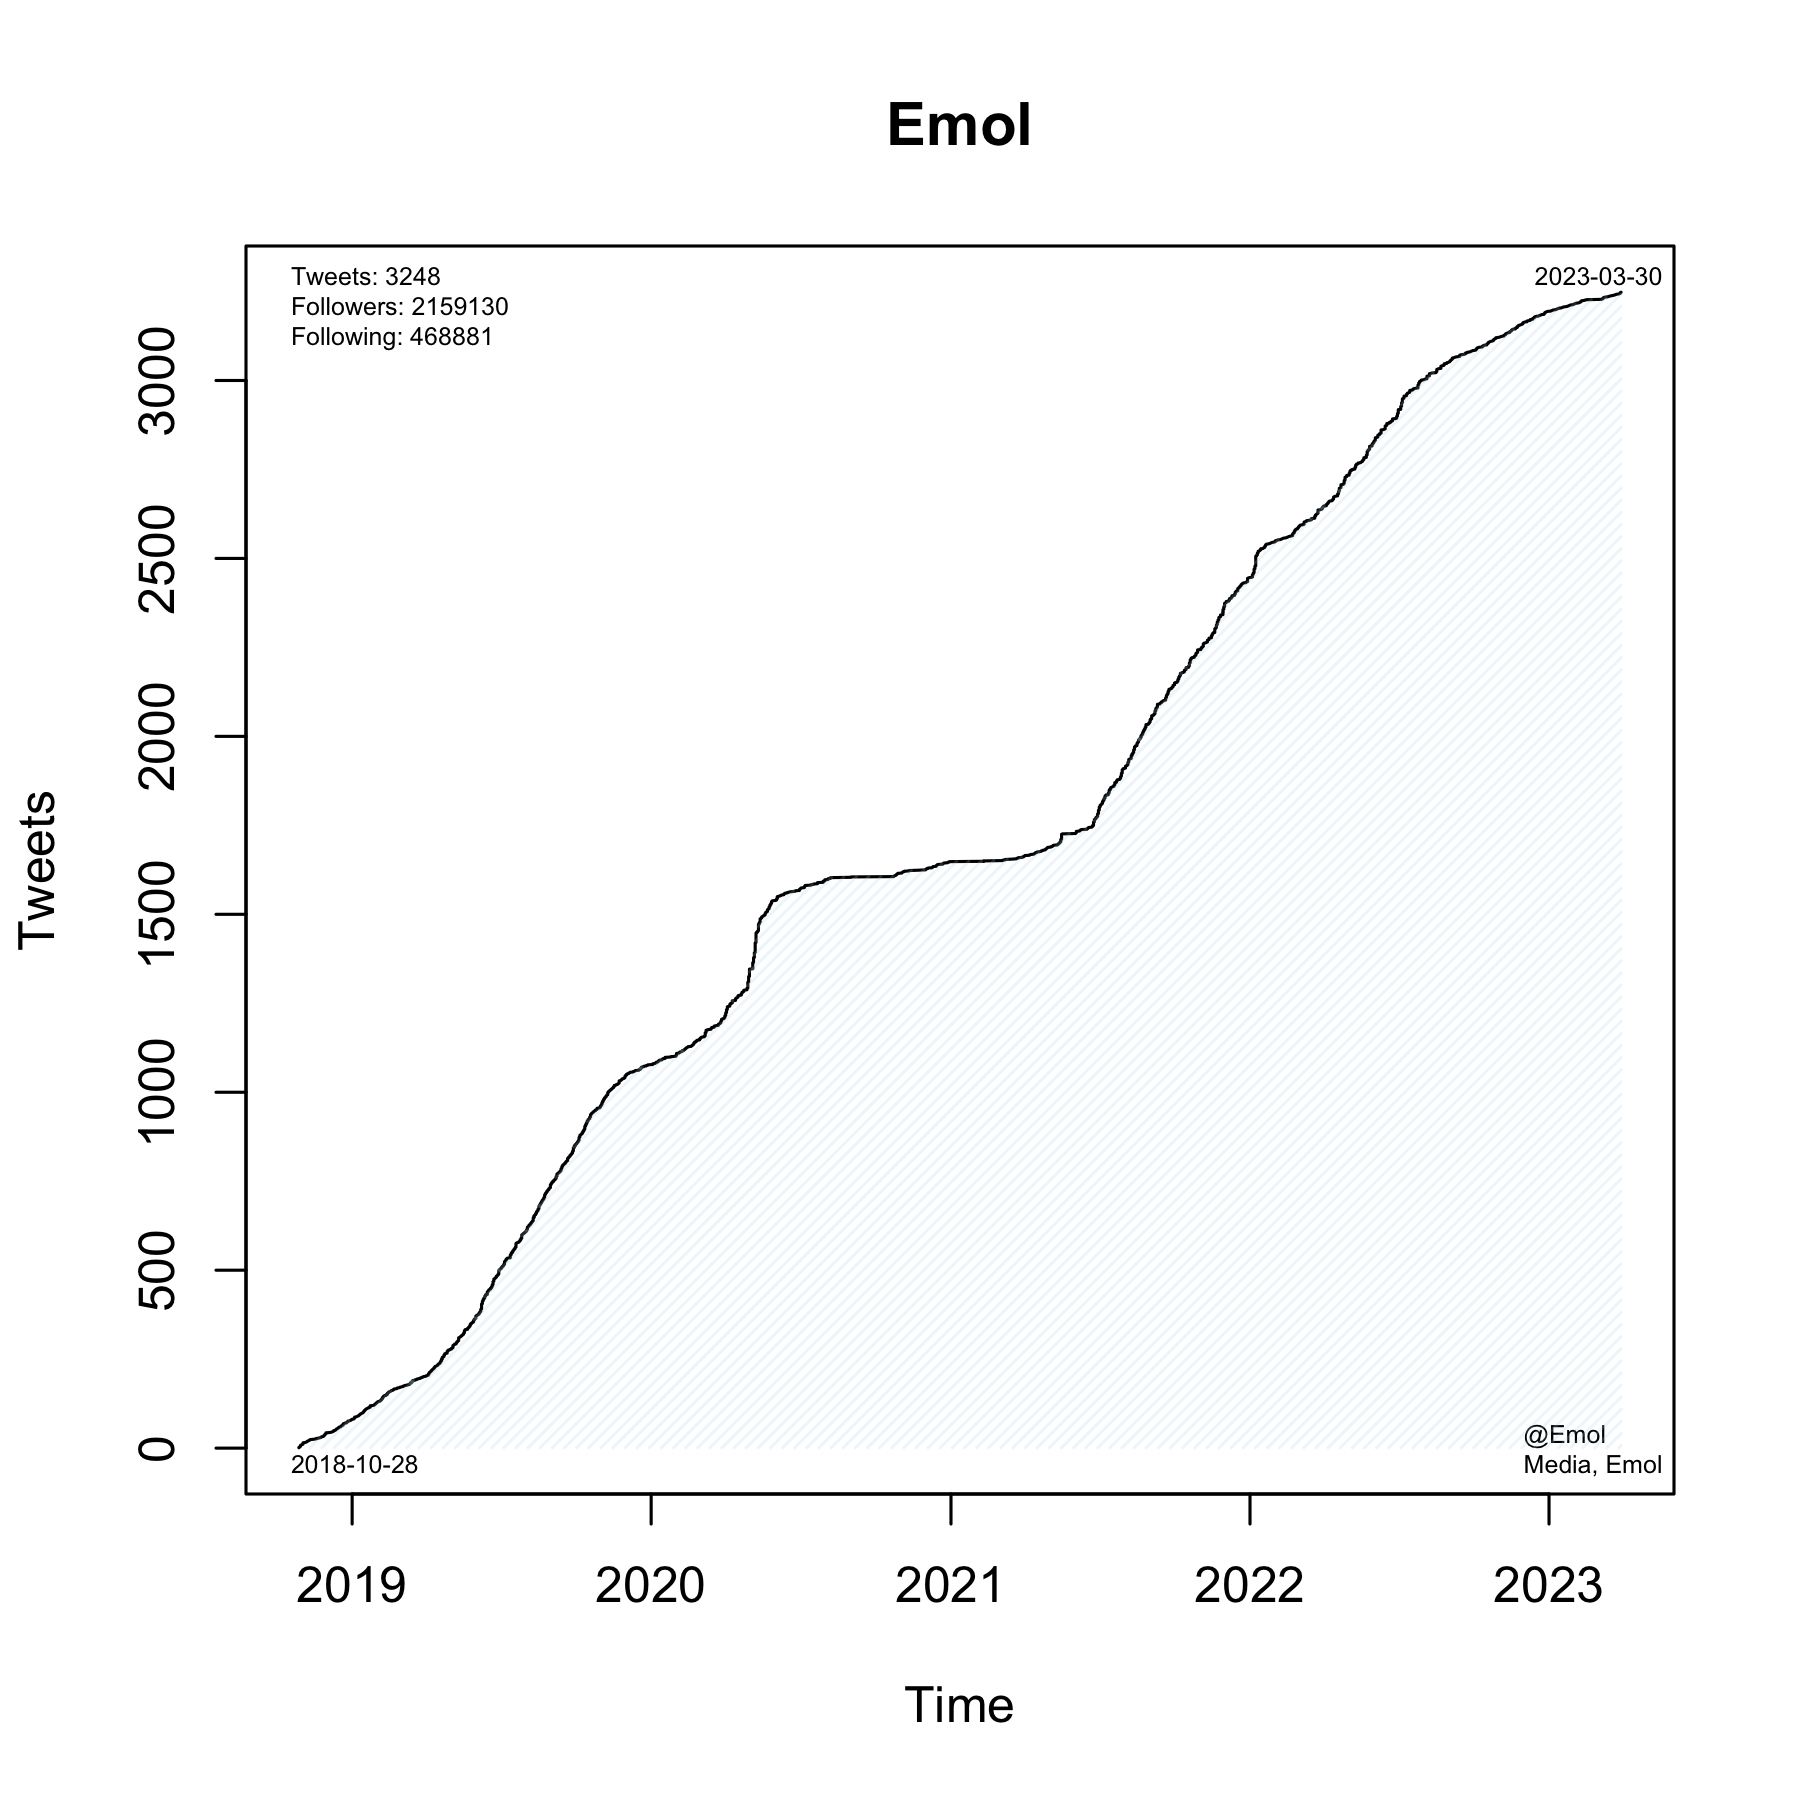 Emol
Tweets: 3248
Followers: 2159130
Following: 468881
2023-03-30
Tweets
3000
2500
2000
1500
1000
500
0
2018-10-28
@Emol
Media, Emol
2019 2020 2021 2022 2023
Time